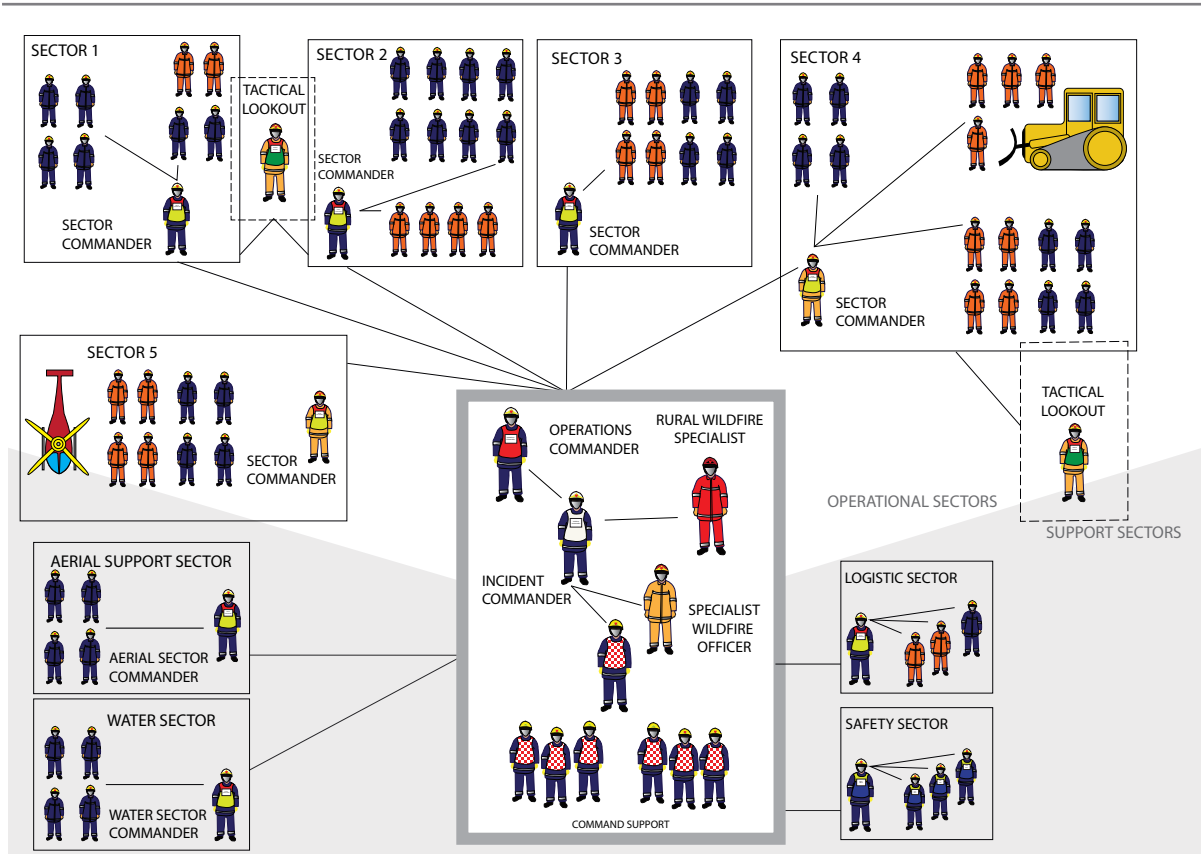 SECTOR 1
TACTICAL
LOOKOUT
SECTOR
COMMANDER
SECTOR 2
SECTOR
COMMANDER
SECTOR 3
SECTOR
COMMANDER
SECTOR 4
SECTOR
COMMANDER
SECTOR 5
SECTOR
COMMANDER
TACTICAL
LOOKOUT
OPERATIONS
COMMANDER
RURAL WILDFIRE
SPECIALIST
INCIDENT
COMMANDER
SPECIALIST
WILDFIRE
OFFICER
COMMAND SUPPORT
OPERATIONAL SECTORS
SUPPORT SECTORS
AERIAL SUPPORT SECTOR
AERIAL SECTOR
COMMANDER
WATER SECTOR
WATER SECTOR
COMMANDER
LOGISTIC SECTOR
SAFETY SECTOR